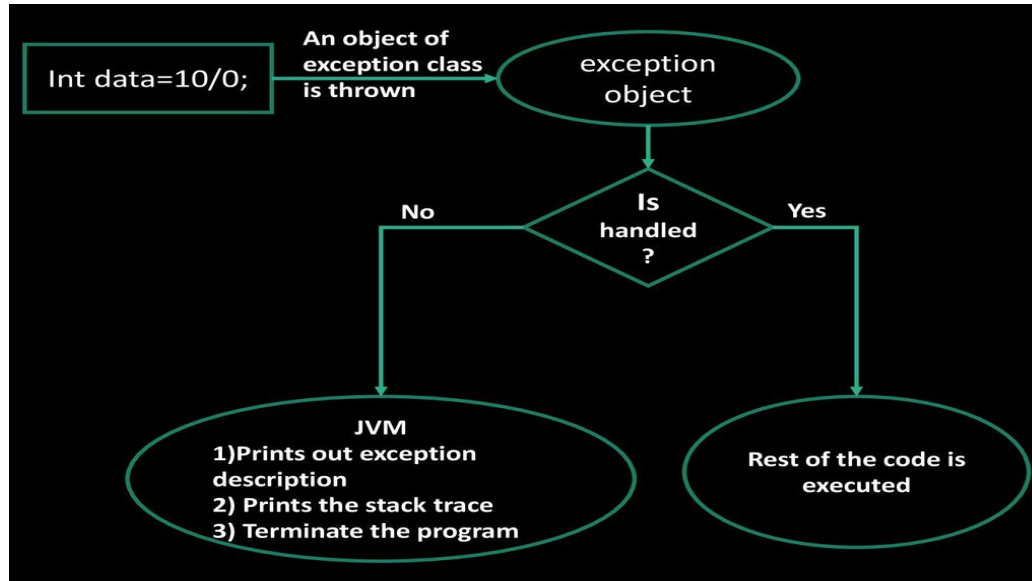 Int data=10/0;
An object of
exception class
is thrown
exception
object
Is
handled
?
No
Yes
JVM
1)Prints out exception
description
2) Prints the stack trace
3) Terminate the program
Rest of the code is
executed